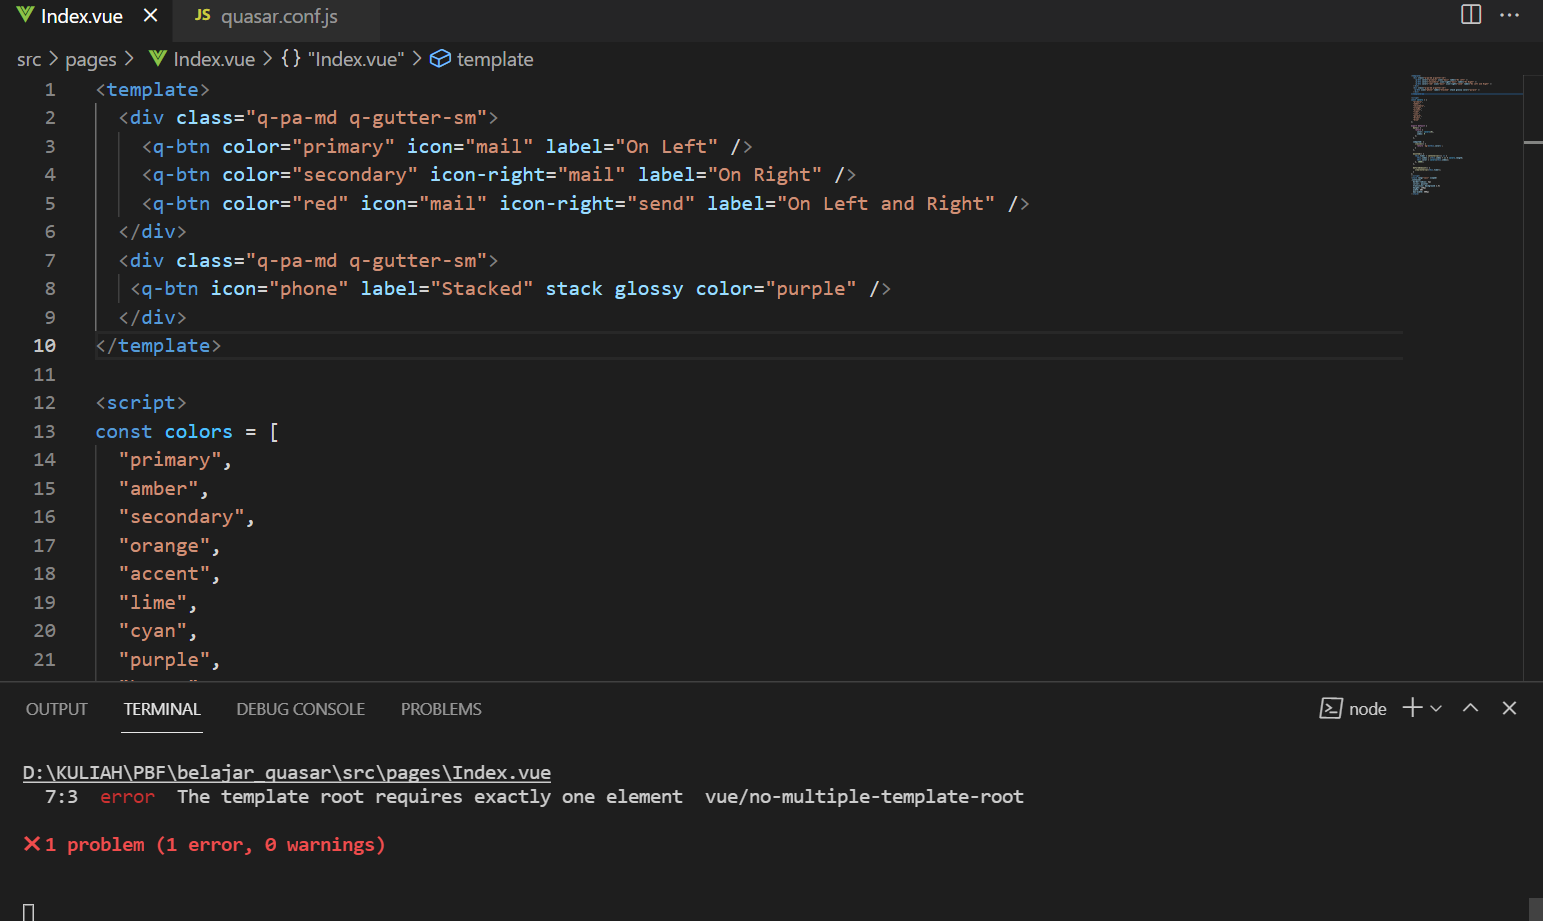 Index.vue × JS quasar.conf.js ...
src > pages > Index.vue > {} "Index.vue" > template
1 <template>
2 <div class="q-pa-md q-gutter-sm">
3 <q-btn color="primary" icon="mail" label="On Left" />
4 <q-btn color="secondary" icon-right="mail" label="On Right" />
5 <q-btn color="red" icon="mail" icon-right="send" label="On Left and Right" />
6 </div>
7 <div class="q-pa-md q-gutter-sm">
8 <q-btn icon="phone" label="Stacked" stack glossy color="purple" />
9 </div>
10 </template>
11
12 <script>
13 const colors = [
14 "primary",
15 "amber",
16 "secondary",
17 "orange",
18 "accent",
19 "lime",
20 "cyan",
21 "purple",
OUTPUT TERMINAL DEBUG CONSOLE PROBLEMS node
D:\KULIAH\PBF\belajar_quasar\src\pages\Index.vue
7:3 error The template root requires exactly one element vue/no-multiple-template-root
✕ 1 problem (1 error, 0 warnings)